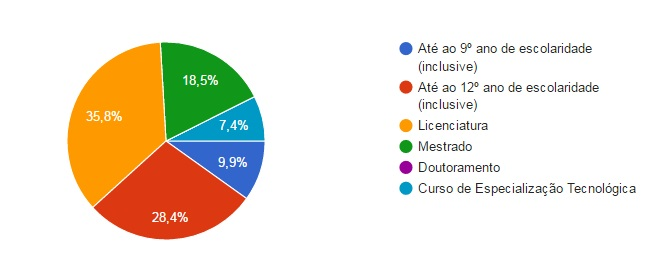 18,5%
35,8%
7,4%
9,9%
28,4%
Até ao 9º ano de escolaridade
(inclusive)
Até ao 12º ano de escolaridade
(inclusive)
Licenciatura
Mestrado
Doutoramento
Curso de Especialização Tecnológica